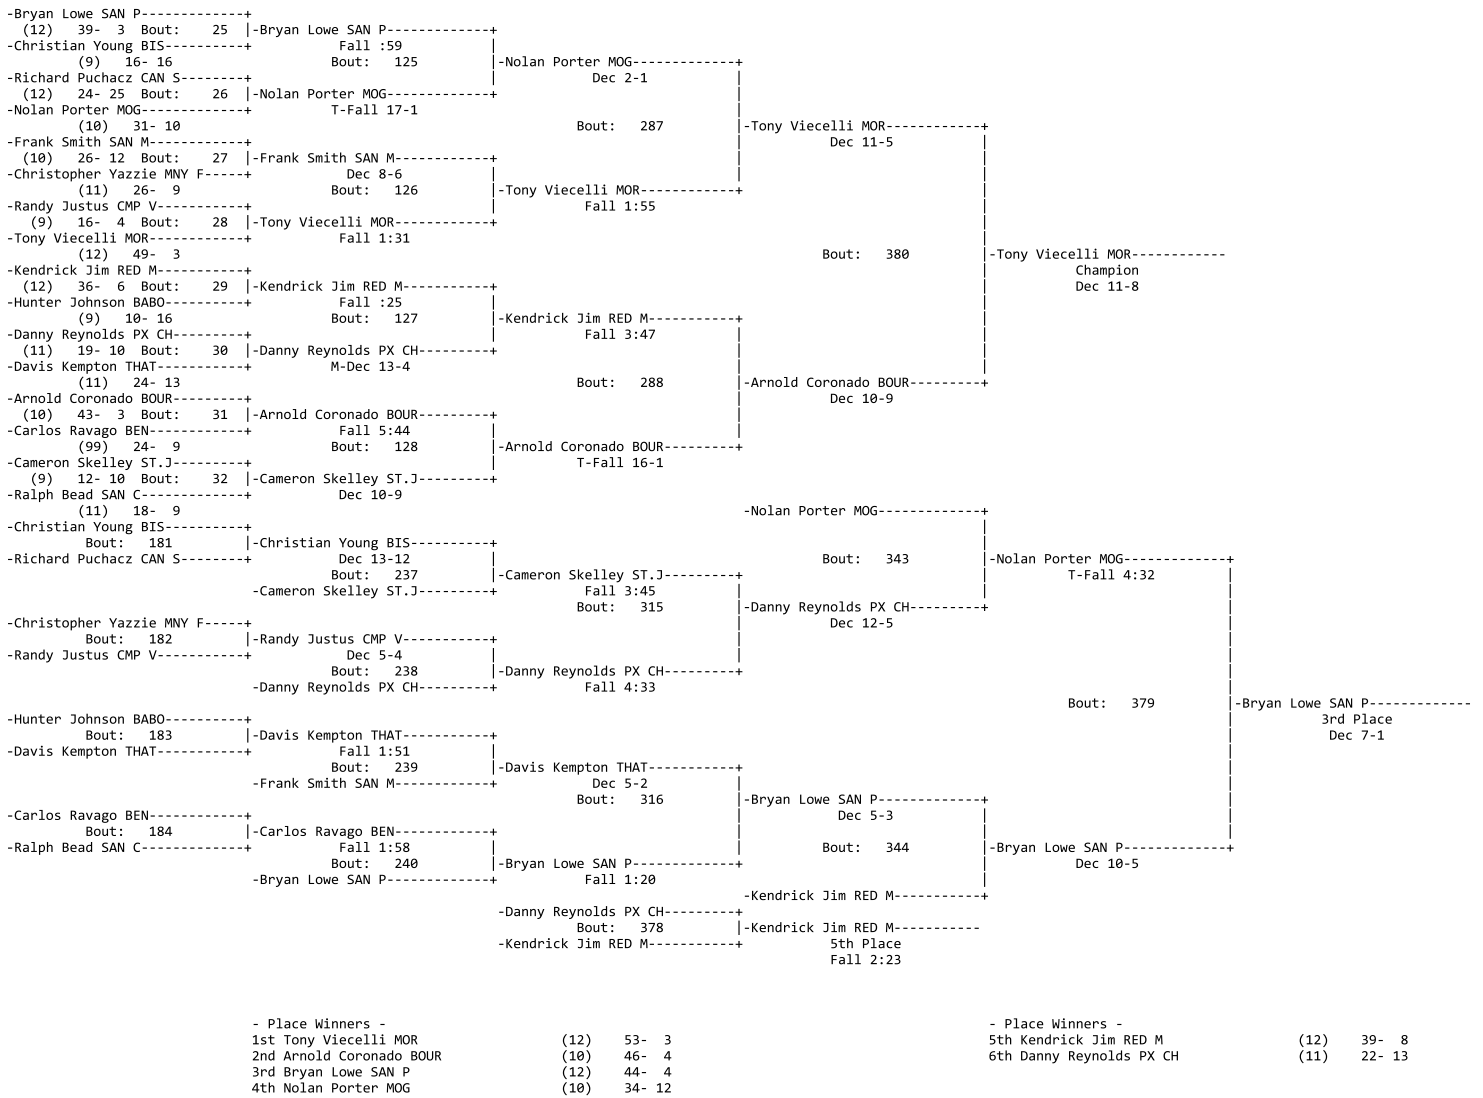 -Bryan Lowe SAN P-------------+
(12)   39-  3  Bout:    25  |-Bryan Lowe SAN P-------------+
-Christian Young BIS----------+           Fall :59           |
(9)   16- 16                    Bout:   125          |-Nolan Porter MOG-------------+
-Richard Puchacz CAN S--------+                              |            Dec 2-1           |
(12)   24- 25  Bout:    26  |-Nolan Porter MOG-------------+                              |
-Nolan Porter MOG-------------+          T-Fall 17-1                                        |
(10)   31- 10                                                  Bout:   287          |-Tony Viecelli MOR------------+
-Frank Smith SAN M------------+                                                             |           Dec 11-5           |
(10)   26- 12  Bout:    27  |-Frank Smith SAN M------------+                              |                              |
-Christopher Yazzie MNY F-----+            Dec 8-6           |                              |                              |
(11)   26-  9                   Bout:   126          |-Tony Viecelli MOR------------+                              |
-Randy Justus CMP V-----------+                              |           Fall 1:55                                         |
(9)   16-  4  Bout:    28  |-Tony Viecelli MOR------------+                                                             |
-Tony Viecelli MOR------------+           Fall 1:31                                                                        |
(12)   49-  3                                                                                 Bout:   380          |-Tony Viecelli MOR------------
-Kendrick Jim RED M-----------+                                                                                            |           Champion
(12)   36-  6  Bout:    29  |-Kendrick Jim RED M-----------+                                                             |           Dec 11-8
-Hunter Johnson BABO----------+           Fall :25           |                                                             |
(9)   10- 16                    Bout:   127          |-Kendrick Jim RED M-----------+                              |
-Danny Reynolds PX CH---------+                              |           Fall 3:47          |                              |
(11)   19- 10  Bout:    30  |-Danny Reynolds PX CH---------+                              |                              |
-Davis Kempton THAT-----------+          M-Dec 13-4                                         |                              |
(11)   24- 13                                                  Bout:   288          |-Arnold Coronado BOUR---------+
-Arnold Coronado BOUR---------+                                                             |           Dec 10-9
(10)   43-  3  Bout:    31  |-Arnold Coronado BOUR---------+                              |
-Carlos Ravago BEN------------+           Fall 5:44          |                              |
(99)   24-  9                   Bout:   128          |-Arnold Coronado BOUR---------+
-Cameron Skelley ST.J---------+                              |          T-Fall 16-1
(9)   12- 10  Bout:    32  |-Cameron Skelley ST.J---------+
-Ralph Bead SAN C-------------+           Dec 10-9
(11)   18-  9                                                                       -Nolan Porter MOG-------------+
-Christian Young BIS----------+                                                                                            |
Bout:   181          |-Christian Young BIS----------+                                                             |
-Richard Puchacz CAN S--------+           Dec 13-12          |                                         Bout:   343          |-Nolan Porter MOG-------------+
Bout:   237          |-Cameron Skelley ST.J---------+                              |          T-Fall 4:32         |
-Cameron Skelley ST.J---------+           Fall 3:45          |                              |
Bout:   315          |-Danny Reynolds PX CH---------+
-Christopher Yazzie MNY F-----+                                                             |           Dec 12-5
Bout:   182          |-Randy Justus CMP V-----------+                              |
-Randy Justus CMP V-----------+            Dec 5-4           |                              |
Bout:   238          |-Danny Reynolds PX CH---------+
-Danny Reynolds PX CH---------+           Fall 4:33
Bout:   379          |-Bryan Lowe SAN P-------------
-Hunter Johnson BABO----------+                                                             |          3rd Place
Bout:   183          |-Davis Kempton THAT-----------+                              |           Dec 7-1
-Davis Kempton THAT-----------+           Fall 1:51          |
Bout:   239          |-Davis Kempton THAT-----------+
-Frank Smith SAN M------------+            Dec 5-2           |
Bout:   316          |-Bryan Lowe SAN P-------------+
-Carlos Ravago BEN------------+                                                             |            Dec 5-3           |
Bout:   184          |-Carlos Ravago BEN------------+                              |                              |
-Ralph Bead SAN C-------------+           Fall 1:58          |                              |         Bout:   344          |-Bryan Lowe SAN P-------------+
Bout:   240          |-Bryan Lowe SAN P-------------+                              |           Dec 10-5
-Bryan Lowe SAN P-------------+           Fall 1:20                                         |
-Kendrick Jim RED M-----------+
-Danny Reynolds PX CH---------+
Bout:   378          |-Kendrick Jim RED M-----------
-Kendrick Jim RED M-----------+           5th Place
Fall 2:23
- Place Winners -                                                                            - Place Winners -
1st Tony Viecelli MOR                  (12)    53-  3                                        5th Kendrick Jim RED M                 (12)    39-  8
2nd Arnold Coronado BOUR               (10)    46-  4                                        6th Danny Reynolds PX CH               (11)    22- 13
3rd Bryan Lowe SAN P                   (12)    44-  4
4th Nolan Porter MOG                   (10)    34- 12